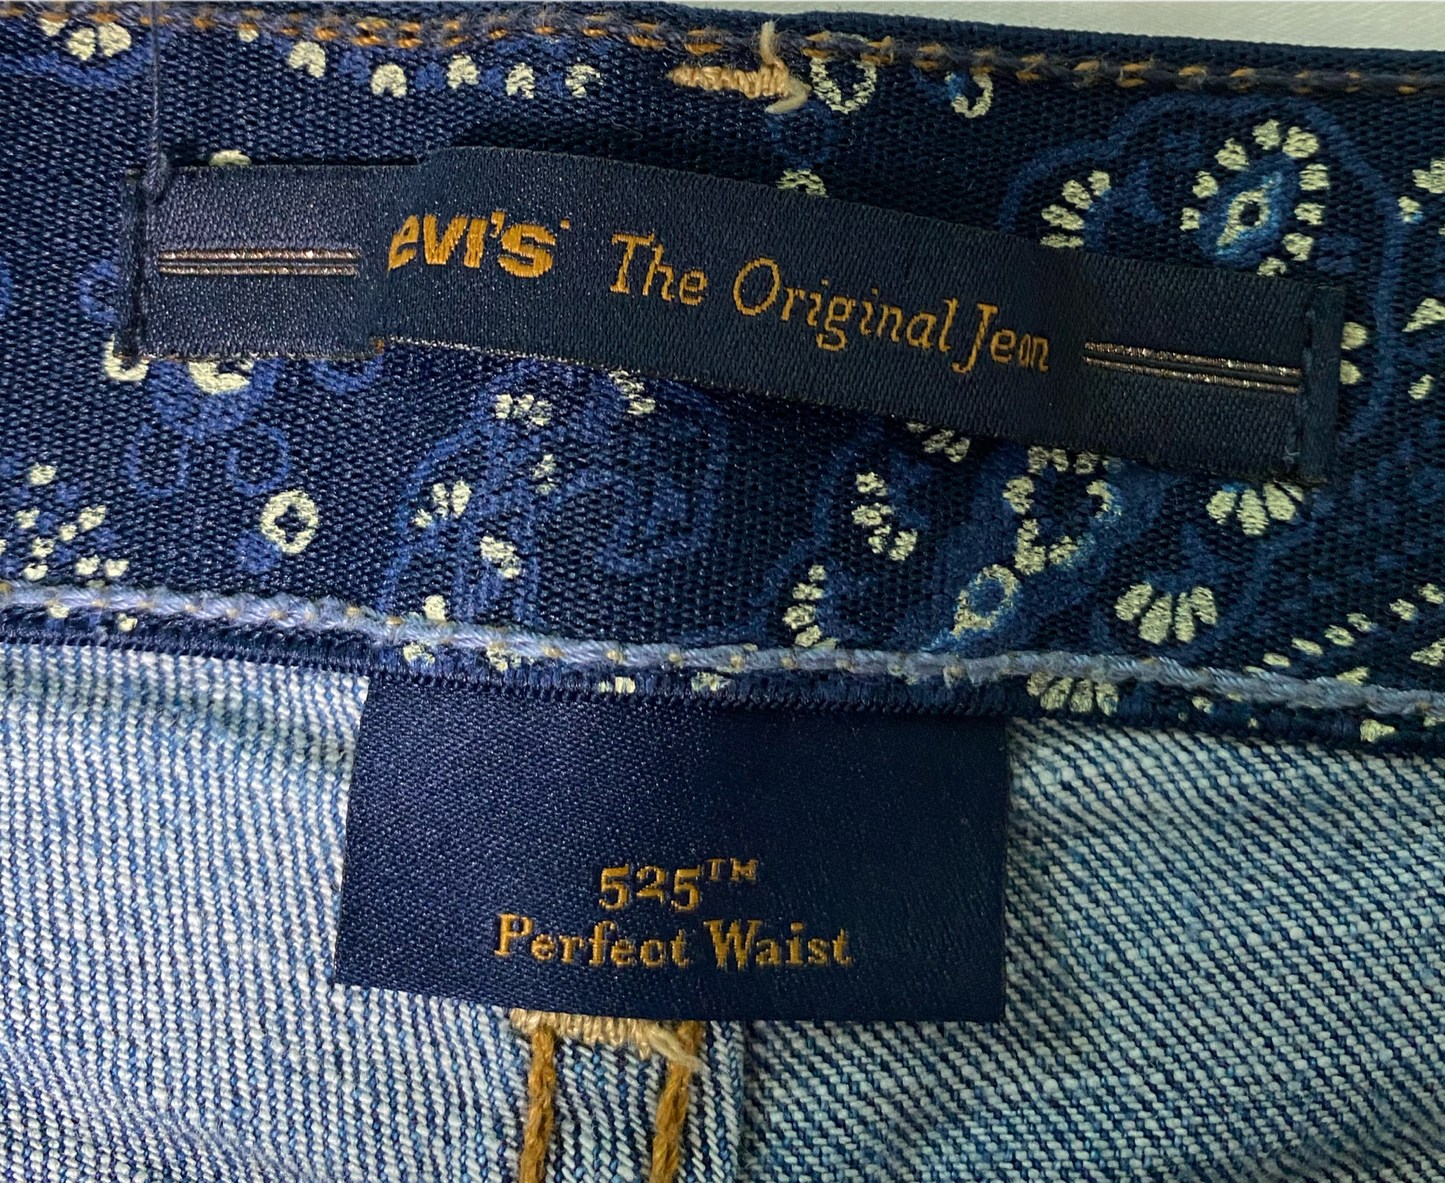 evi's The Original Jean
525™
Perfect Waist